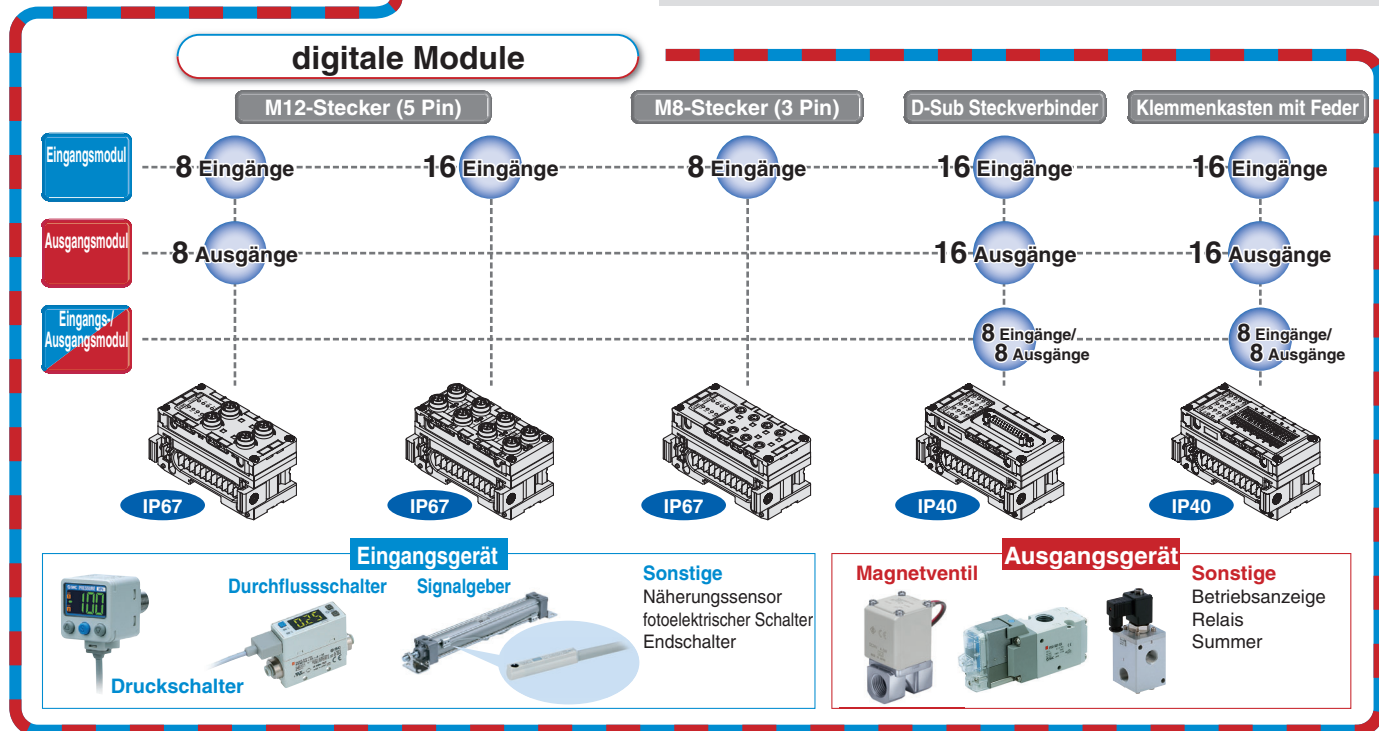 digitale Module
M12-Stecker (5 Pin)
M8-Stecker (3 Pin)
D-Sub Steckverbinder
Klemmenkasten mit Feder
Eingangsmodul
8 Eingänge
16 Eingänge
8 Eingänge
16 Eingänge
16 Eingänge
Ausgangsmodul
8 Ausgänge
16 Ausgänge
16 Ausgänge
Eingangs-/
Ausgangsmodul
8 Eingänge/
8 Ausgänge
8 Eingänge/
8 Ausgänge
IP67
IP67
IP67
IP40
IP40
Eingangsgerät
Druckschalter
100
Durchflussschalter
0.25
Signalgeber
Sonstige
Näherungssensor
fotoelektrischer Schalter
Endschalter
Ausgangsgerät
Magnetventil
Sonstige
Betriebsanzeige
Relais
Summer